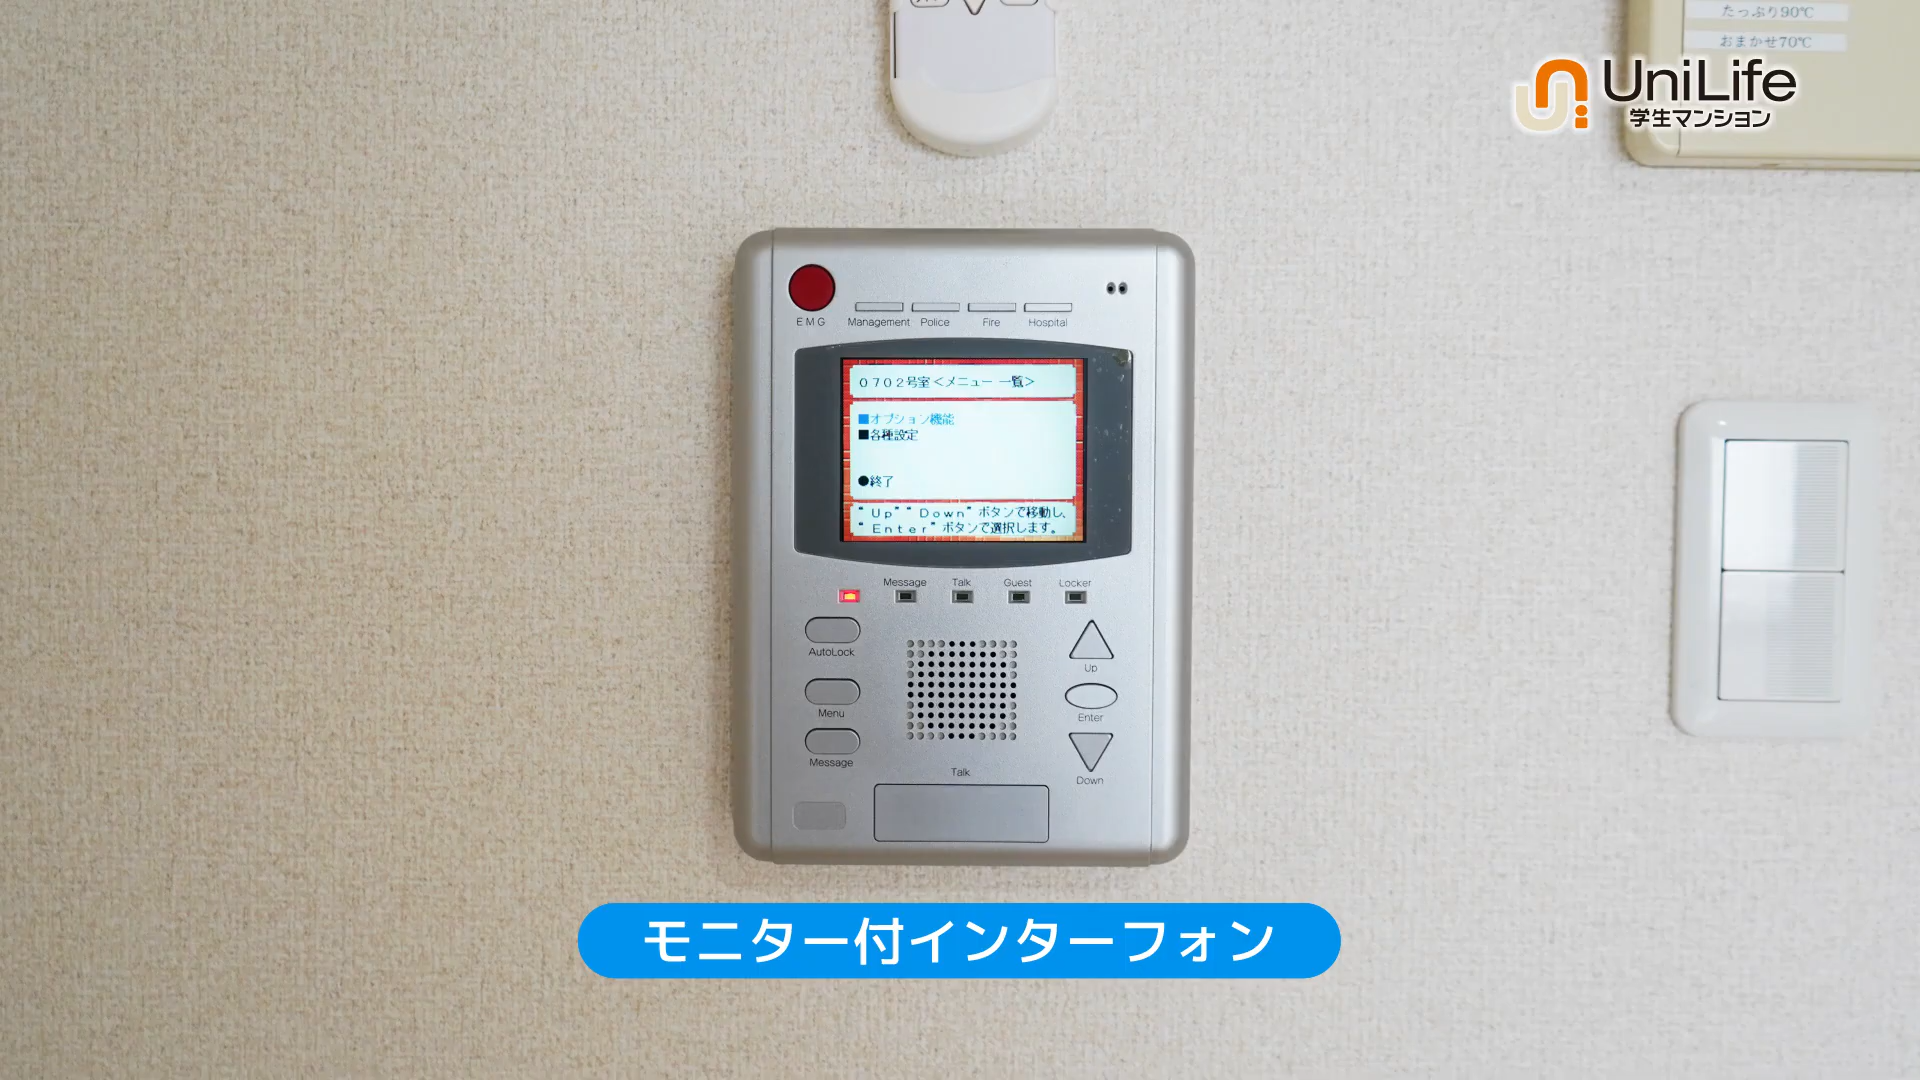 たっぷり90℃
おまかせ70℃
UniLife
学生マンション
EMG
Management
Police
Fire
Hospital
0702号室<メニュー 一覧>
■オプション機能
■各種設定
●終了
“Up”“Down”ボタンで移動し、
“Enter”ボタンで選択します。
Message
Talk
Guest
Locker
AutoLock
Up
Menu
Enter
Message
Talk
Down
モニター付インターフォン